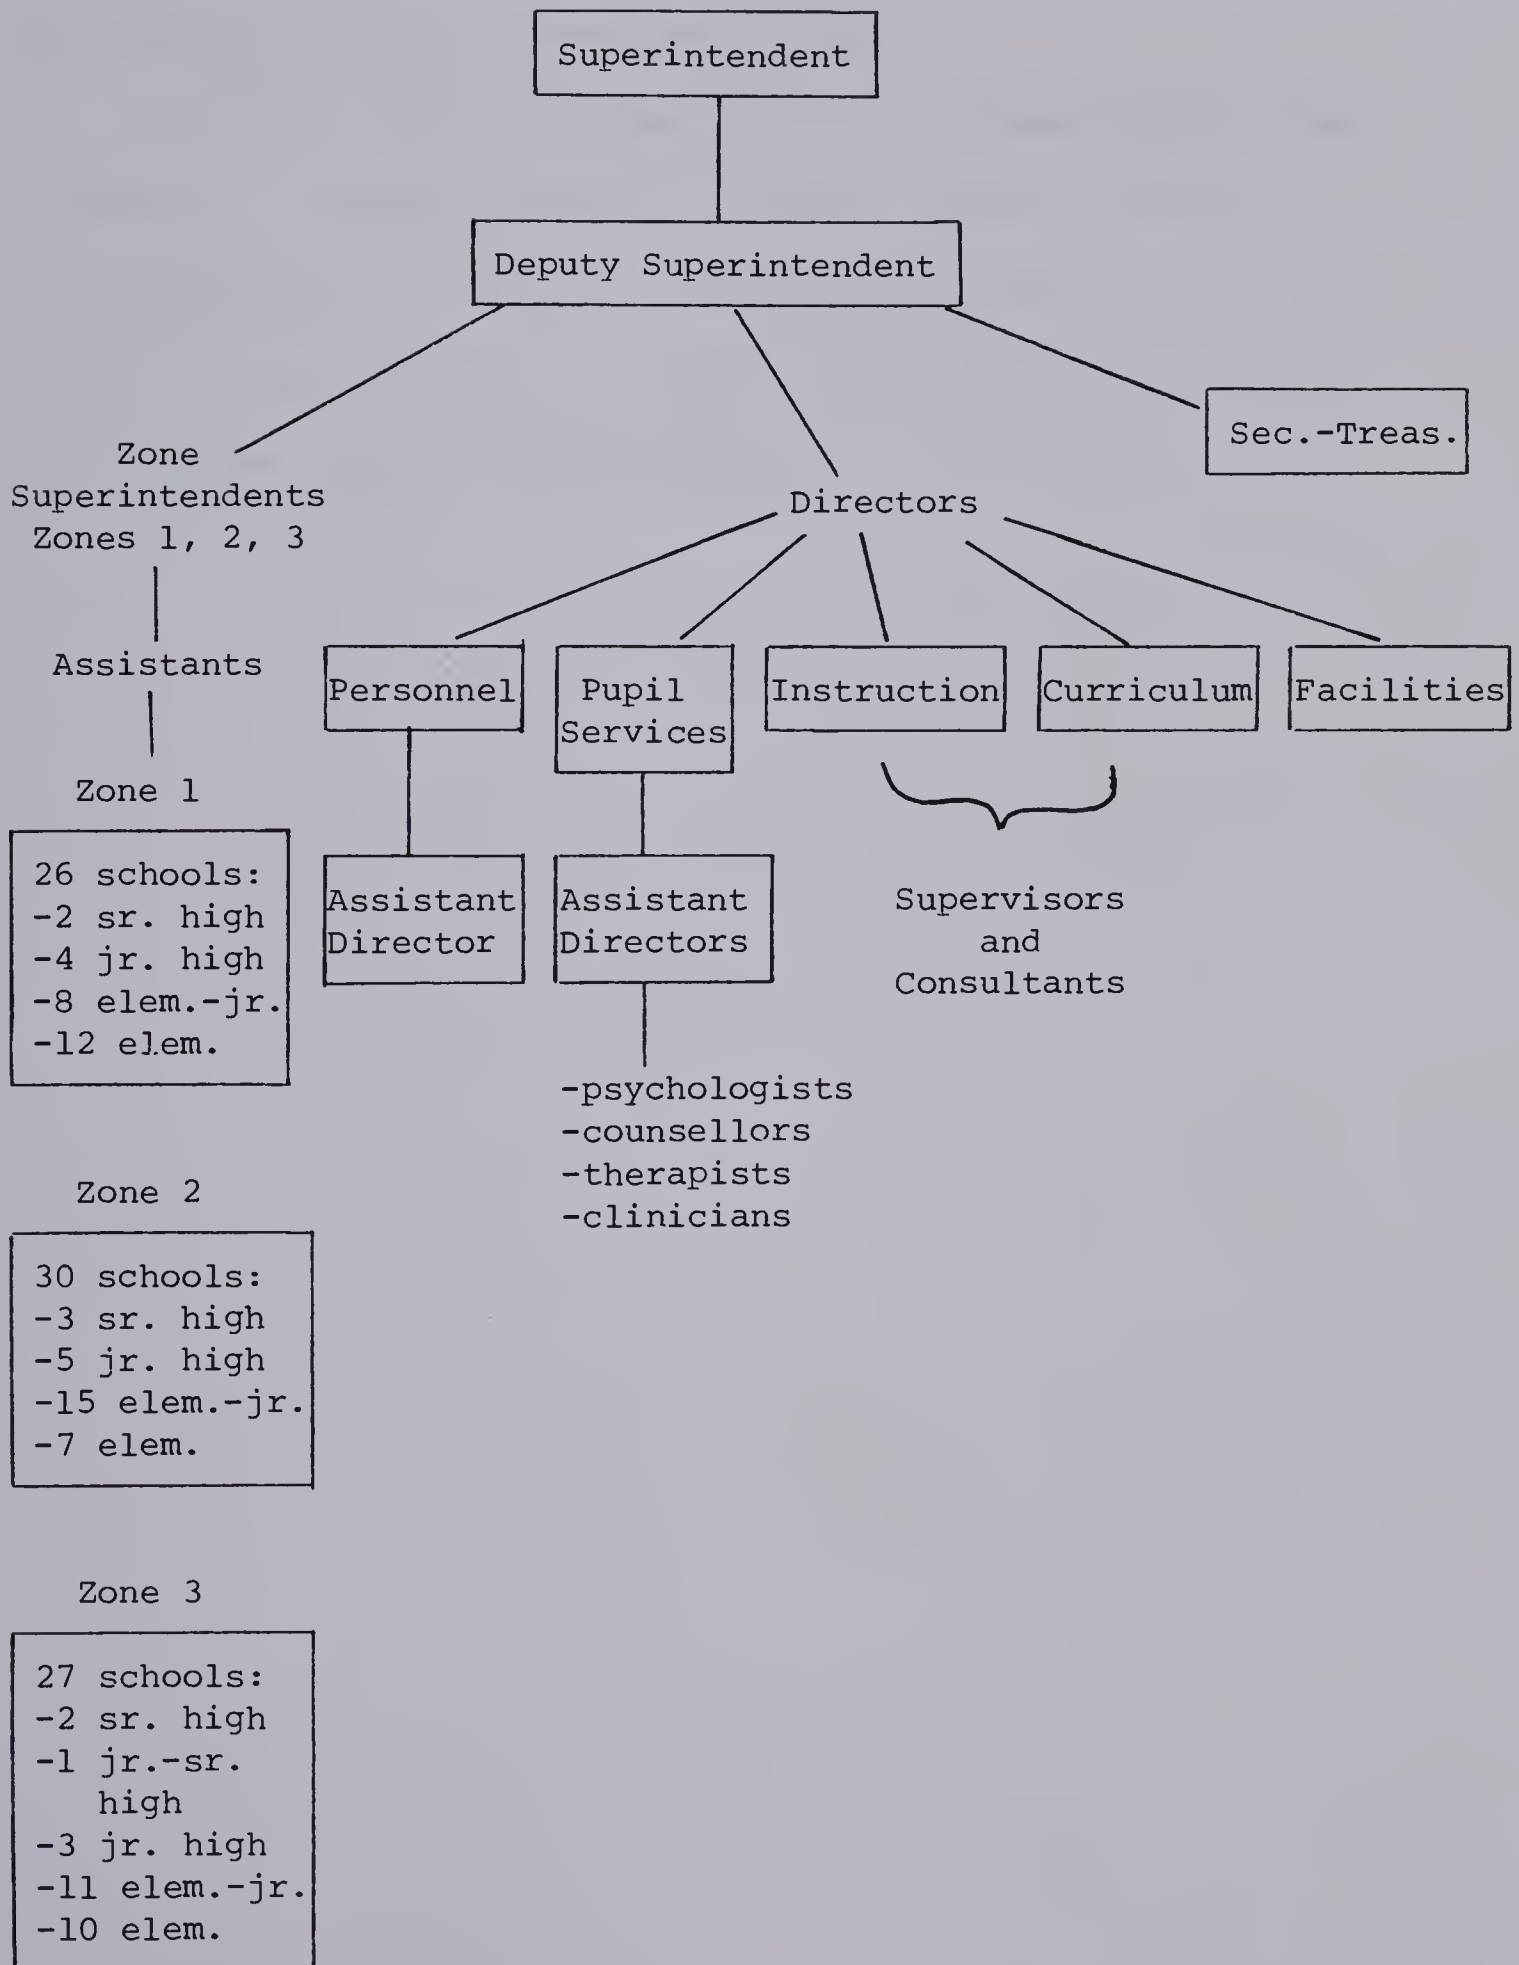 Superintendent
Deputy Superintendent
Sec.-Treas.
Zone
Superintendents
Zones 1, 2, 3
Directors
Assistants
Personnel
Pupil
Services
Instruction
Curriculum
Facilities
Assistant
Director
Assistant
Directors
Supervisors
and
Consultants
-psychologists
-counsellors
-therapists
-clinicians
Zone 1
26 schools:
-2 sr. high
-4 jr. high
-8 elem.-jr.
-12 elem.
Zone 2
30 schools:
-3 sr. high
-5 jr. high
-15 elem.-jr.
-7 elem.
Zone 3
27 schools:
-2 sr. high
-1 jr.-sr.
high
-3 jr. high
-11 elem.-jr.
-10 elem.